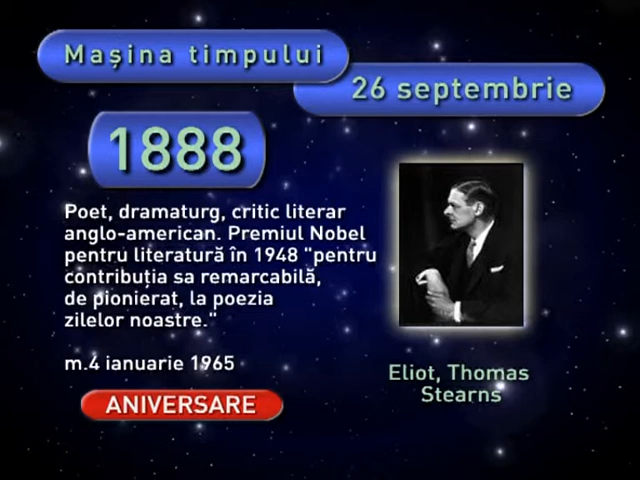 Mașina timpului
26 septembrie
1888
Poet, dramaturg, critic literar
anglo-american. Premiul Nobel
pentru literatură în 1948 "pentru
contribuția sa remarcabilă,
de pionierat, la poezia
zilelor noastre."
m.4 ianuarie 1965
ANIVERSARE
Eliot, Thomas
Stearns